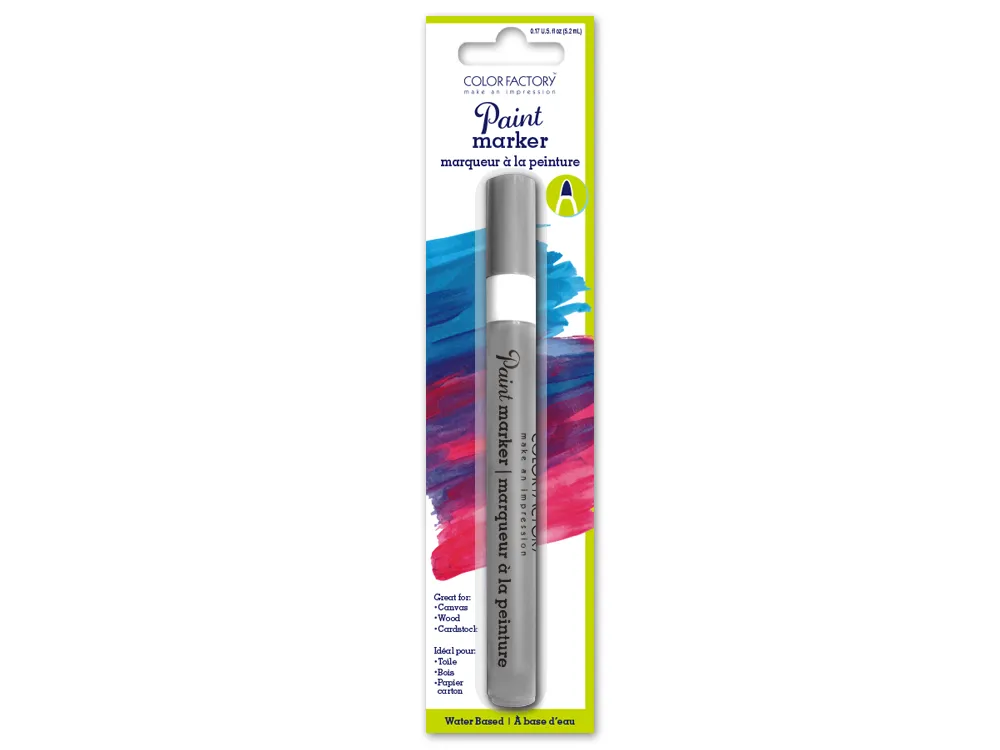 0.17 U.S. fl oz (5.2 mL)
COLOR FACTORY™
make an impression
Paint
marker
marqueur à la peinture
Paint marker | marqueur à la peinture
COLOR FACTORY
make an impression
Great for:
•Canvas
•Wood
•Cardstock
Idéal pour:
•Toile
•Bois
•Papier
carton
Water Based | À base d'eau